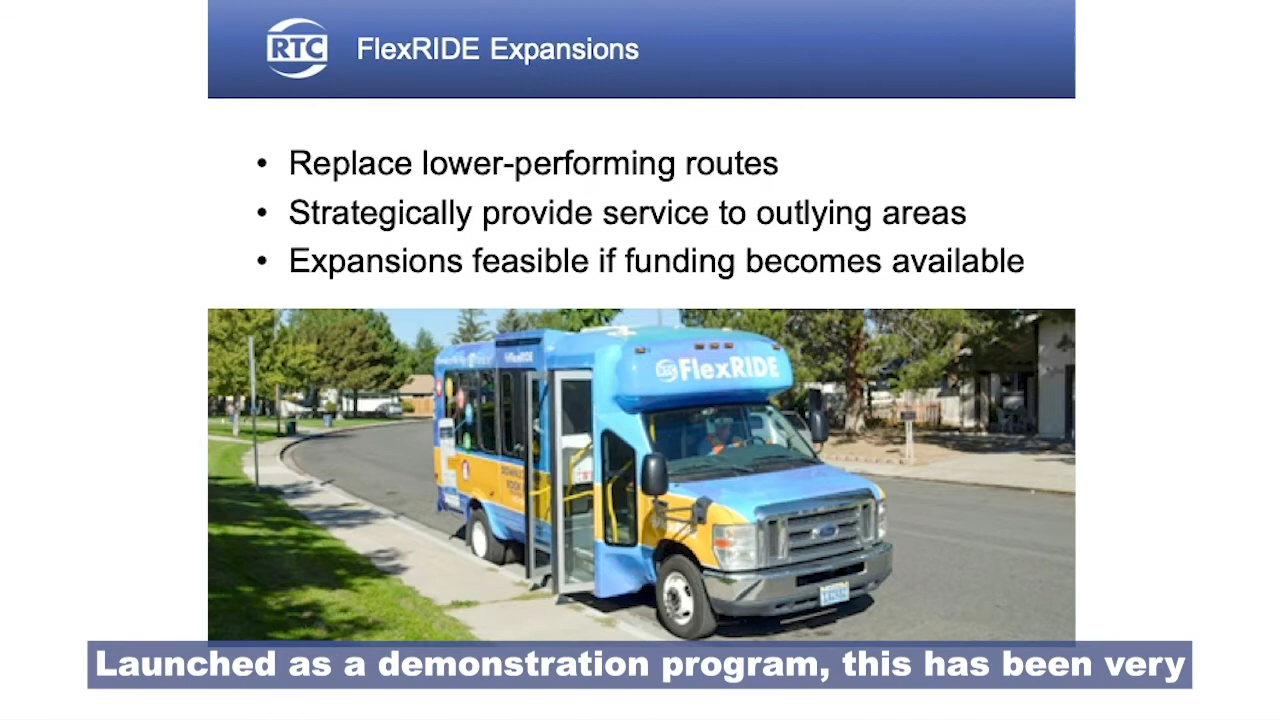 RTC
FlexRIDE Expansions
• Replace lower-performing routes
• Strategically provide service to outlying areas
• Expansions feasible if funding becomes available
FlexRIDE
FlexRIDE
Launched as a demonstration program, this has been very